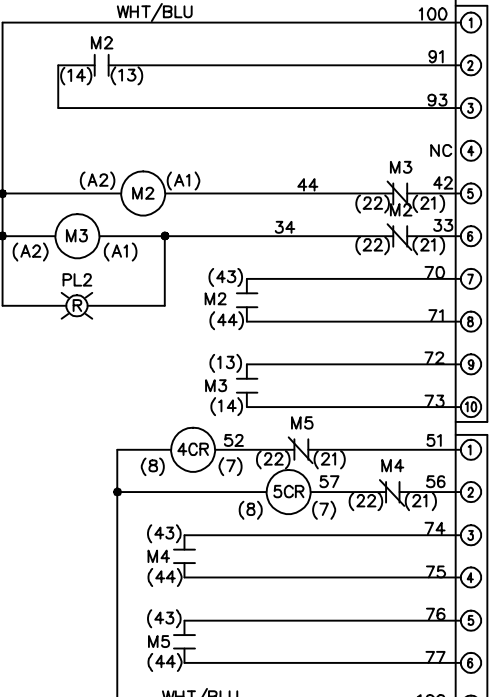 WHT/BLU 100 1
M2 91 2
(14) (13)
93 3
NC 4
M3
(A2) M2 (A1) 44 42 5
(22) (21)
M2
M3 34 33 6
(A2) (A1) (22) (21)
PL2
R
(43) 70 7
M2
(44) 71 8
(13) 72 9
M3
(14) 73 10
M5
4CR 52 51 1
(8) (7) (22) (21)
M4
5CR 57 56 2
(8) (7) (22) (21)
(43) 74 3
M4
(44) 75 4
(43) 76 5
M5
(44) 77 6
WHT/BLU